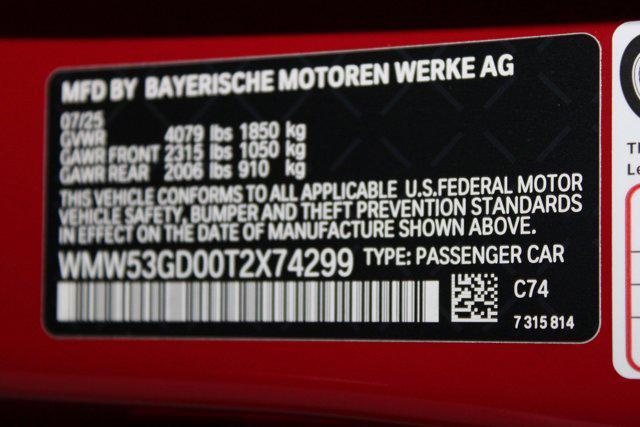 MFD BY BAYERISCHE MOTOREN WERKE AG
07/25
GVWR 4079 lbs 1850 kg
GAWR FRONT 2315 lbs 1050 kg
GAWR REAR 2006 lbs 910 kg
THIS VEHICLE CONFORMS TO ALL APPLICABLE U.S.FEDERAL MOTOR
VEHICLE SAFETY, BUMPER AND THEFT PREVENTION STANDARDS
IN EFFECT ON THE DATE OF MANUFACTURE SHOWN ABOVE.
WMW53GD00T2X74299 TYPE: PASSENGER CAR
C74
7 315 814